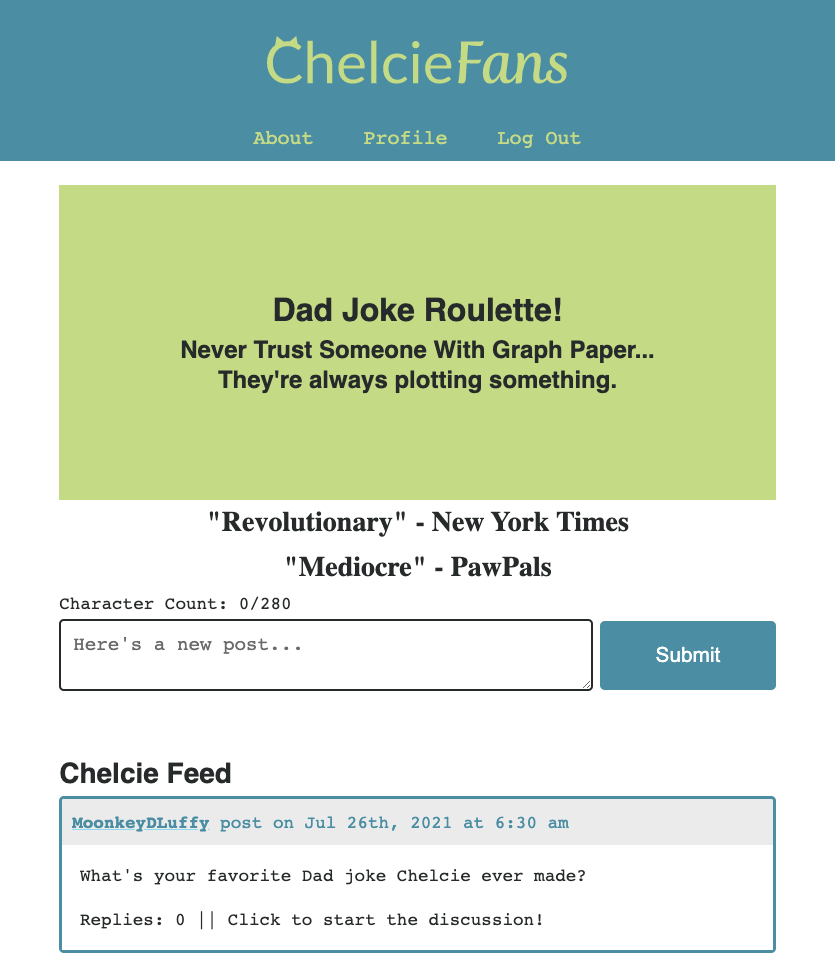 ChelcieFans
About Profile Log Out
Dad Joke Roulette!
Never Trust Someone With Graph Paper...
They're always plotting something.
"Revolutionary" - New York Times
"Mediocre" - PawPals
Character Count: 0/280
Here's a new post...
Submit
Chelcie Feed
MoonkeyDLuffy post on Jul 26th, 2021 at 6:30 am
What's your favorite Dad joke Chelcie ever made?
Replies: 0 || Click to start the discussion!